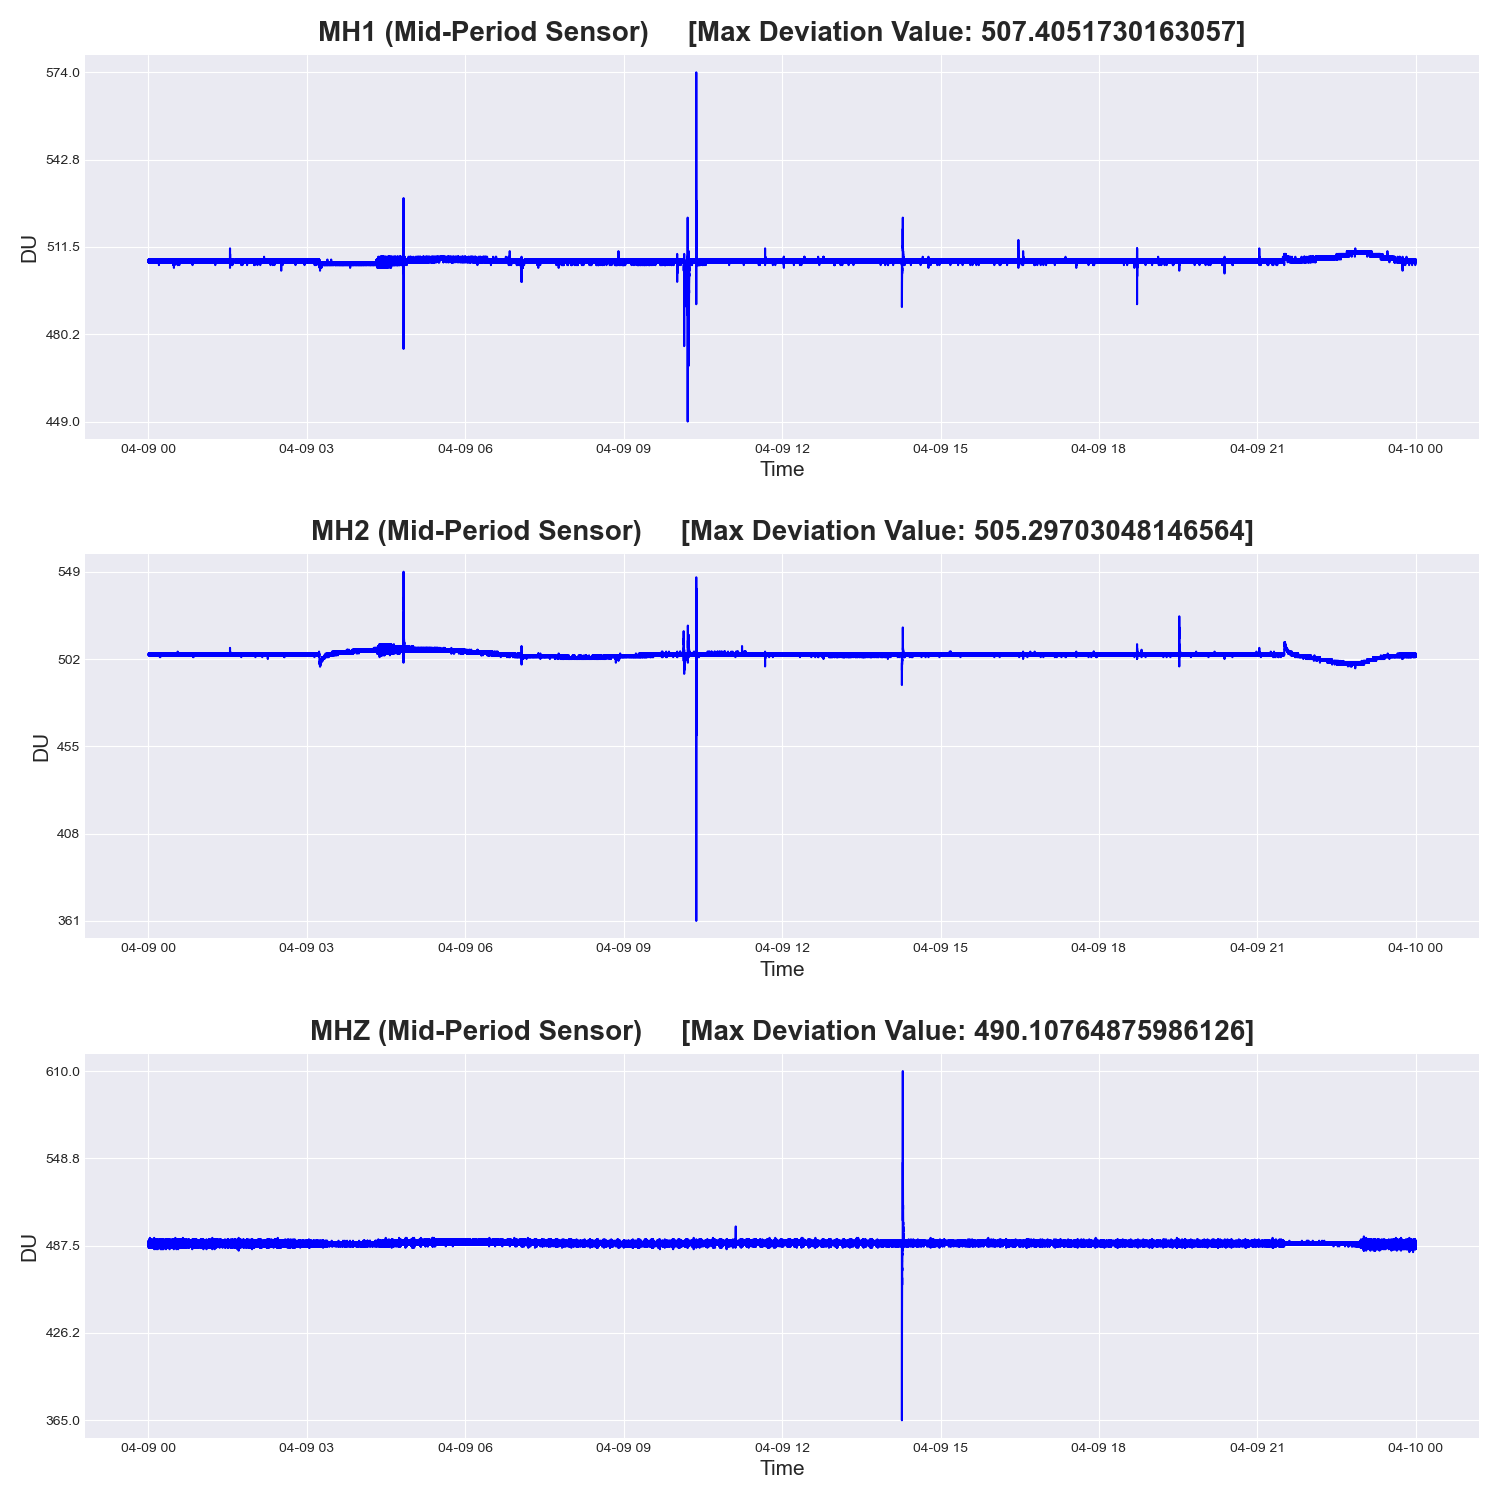 MH1 (Mid-Period Sensor) [Max Deviation Value: 507.4051730163057]
574.0
542.8
511.5
480.2
449.0
DU
04-09 00 04-09 03 04-09 06 04-09 09 04-09 12 04-09 15 04-09 18 04-09 21 04-10 00
Time
MH2 (Mid-Period Sensor) [Max Deviation Value: 505.29703048146564]
549
502
455
408
361
DU
04-09 00 04-09 03 04-09 06 04-09 09 04-09 12 04-09 15 04-09 18 04-09 21 04-10 00
Time
MHZ (Mid-Period Sensor) [Max Deviation Value: 490.10764875986126]
610.0
548.8
487.5
426.2
365.0
DU
04-09 00 04-09 03 04-09 06 04-09 09 04-09 12 04-09 15 04-09 18 04-09 21 04-10 00
Time